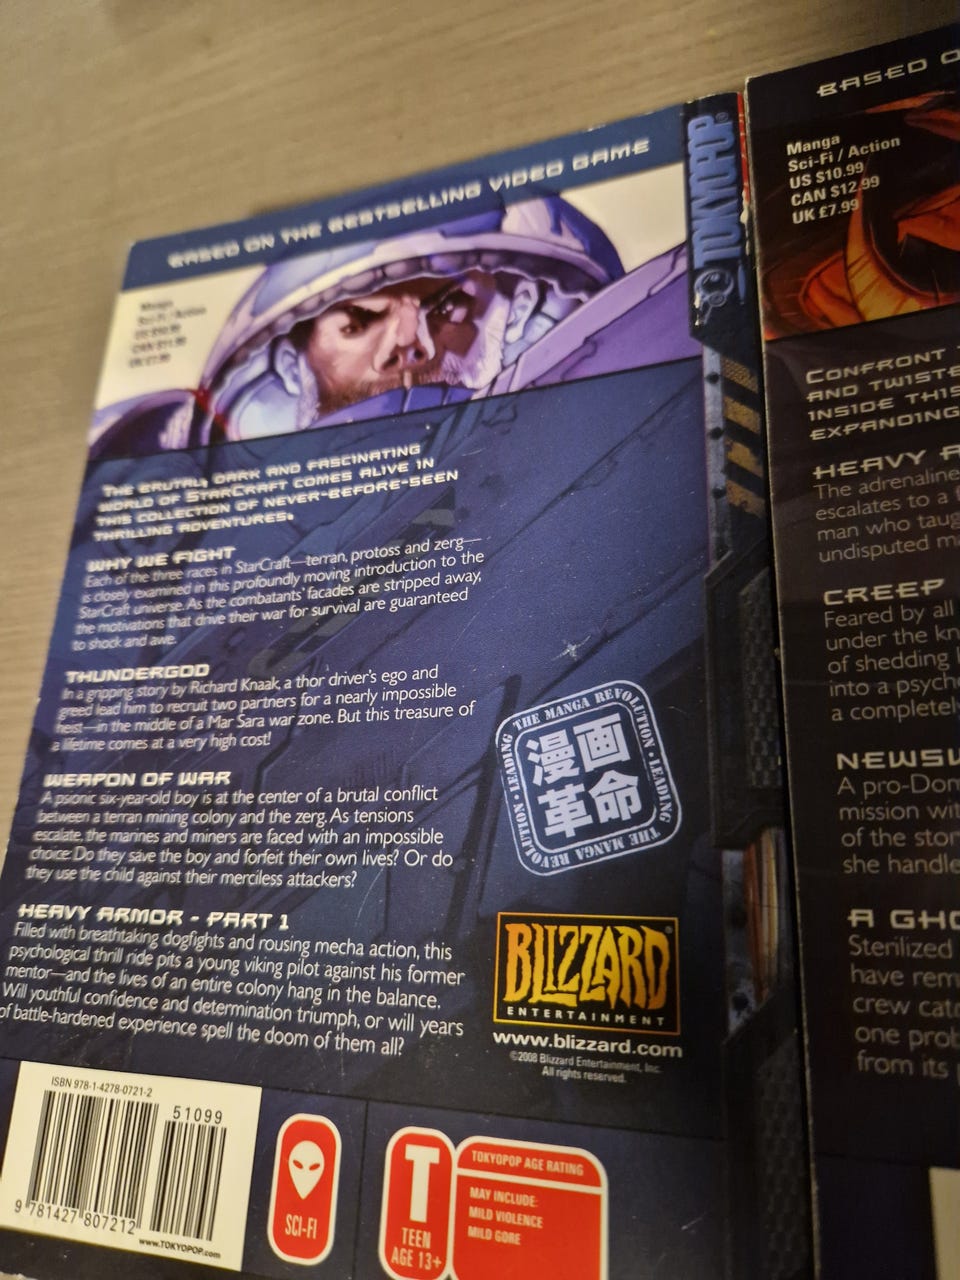 BASED ON THE BESTSELLING VIDEO GAME
Manga
Sci-Fi / Action
TOKYOPOP®
THE BRUTAL, DARK AND FASCINATING
WORLD OF STARCRAFT COMES ALIVE IN
THIS COLLECTION OF NEVER-BEFORE-SEEN
THRILLING ADVENTURES.
WHY WE FIGHT
Each of the three races in StarCraft—terran, protoss and zerg—
is closely examined in this profoundly moving introduction to the
StarCraft universe. As the combatants' facades are stripped away,
the motivations that drive their war for survival are guaranteed
to shock and awe.
THUNDERGOD
In a gripping story by Richard Knaak, a thor driver's ego and
greed lead him to recruit two partners for a nearly impossible
heist—in the middle of a Mar Sara war zone. But this treasure of
a lifetime comes at a very high cost!
WEAPON OF WAR
A psionic six-year-old boy is at the center of a brutal conflict
between a terran mining colony and the zerg. As tensions
escalate, the marines and miners are faced with an impossible
choice: Do they save the boy and forfeit their own lives? Or do
they use the child against their merciless attackers?
HEAVY ARMOR - PART 1
Filled with breathtaking dogfights and rousing mecha action, this
psychological thrill ride pits a young viking pilot against his former
mentor—and the lives of an entire colony hang in the balance.
Will youthful confidence and determination triumph, or will years
of battle-hardened experience spell the doom of them all?
LEADING • THE MANGA REVOLUTION • LEADING THE MANGA REVOLUTION •
漫画
革命
BLIZZARD®
ENTERTAINMENT
www.blizzard.com
©2008 Blizzard Entertainment, Inc.
All rights reserved.
ISBN 978-1-4278-0721-2
51099
9 781427 807212
www.TOKYOPOP.com
SCI-FI
T
TEEN
AGE 13+
TOKYOPOP AGE RATING
MAY INCLUDE:
MILD VIOLENCE
MILD GORE
BASED O
Manga
Sci-Fi / Action
US $10.99
CAN $12.99
UK £7.99
CONFRONT
AND TWISTE
INSIDE THIS
EXPANDING
HEAVY A
The adrenaline
escalates to a
man who taug
undisputed m
CREEP
Feared by all
under the kn
of shedding
into a psych
a completely
NEWSW
A pro-Dom
mission wi
of the stor
she handle
A GHO
Sterilized
have rem
crew cat
one prob
from its